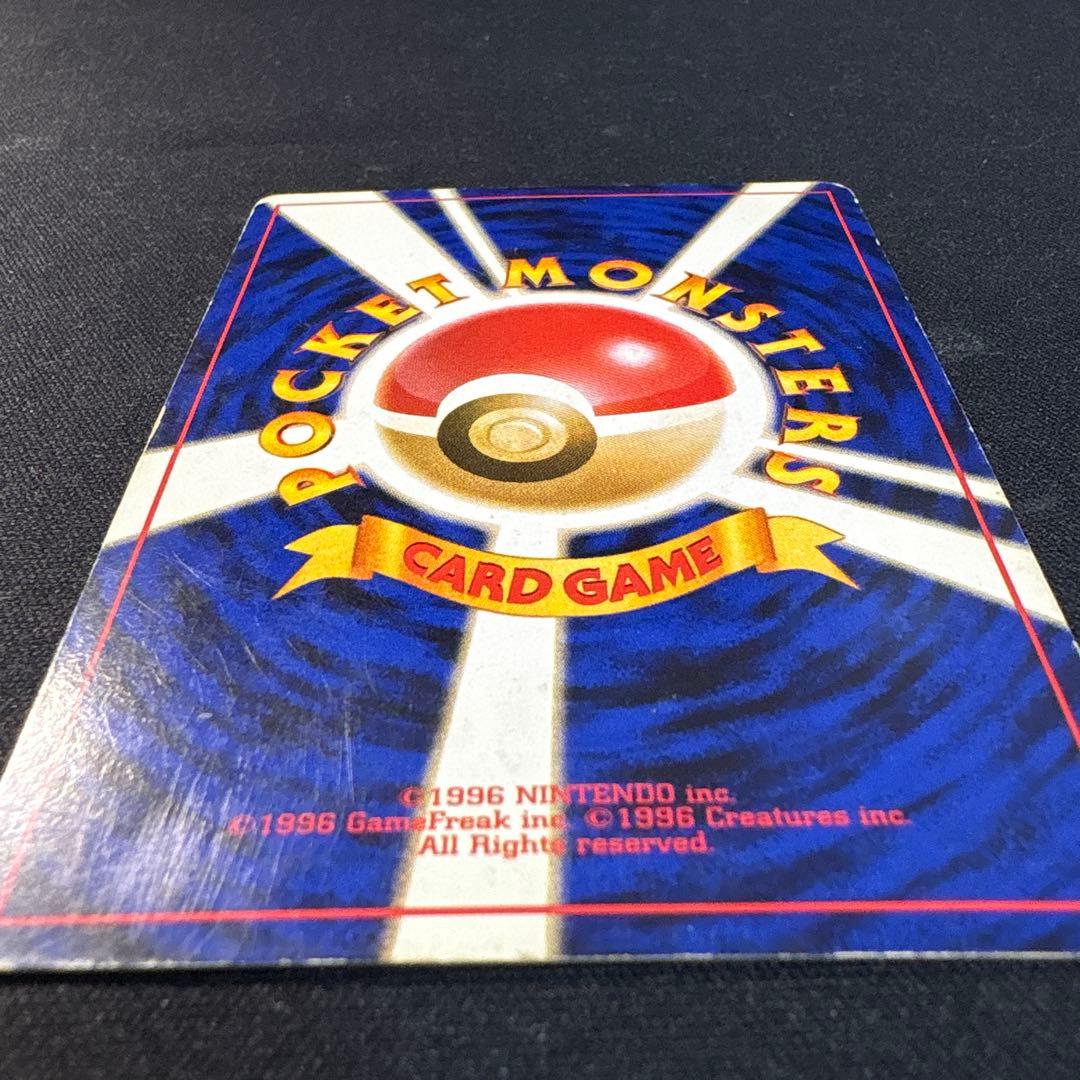 POCKET MONSTERS
CARD GAME
©1996 NINTENDO inc.
©1996 GameFreak inc. ©1996 Creatures inc.
All Rights reserved.